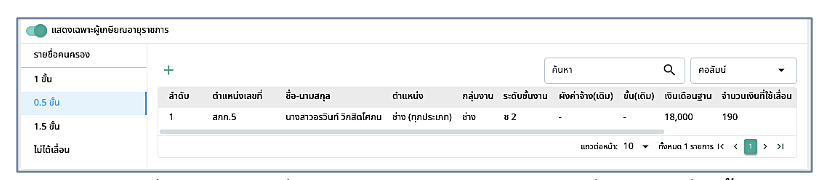 แสดงเฉพาะผู้เกษียณอายุราชการ
รายชื่อคนครอง
1 ขั้น
0.5 ขั้น
1.5 ขั้น
ไม่ได้เลื่อน
ค้นหา
คอลัมน์
ลำดับ ตำแหน่งเลขที่ ชื่อ-นามสกุล ตำแหน่ง กลุ่มงาน ระดับชั้นงาน ผังค่าจ้าง(เดิม) ขั้น(เดิม) เงินเดือนฐาน จำนวนเงินที่ใช้เลื่อน
1 สกท.5 นางสาวอรวินท์ วิกสิตโภณ ช่าง (ทุกประเภท) ช่าง ช 2 - - 18,000 190
แถวต่อหน้า: 10 ทั้งหมด 1 รายการ 1